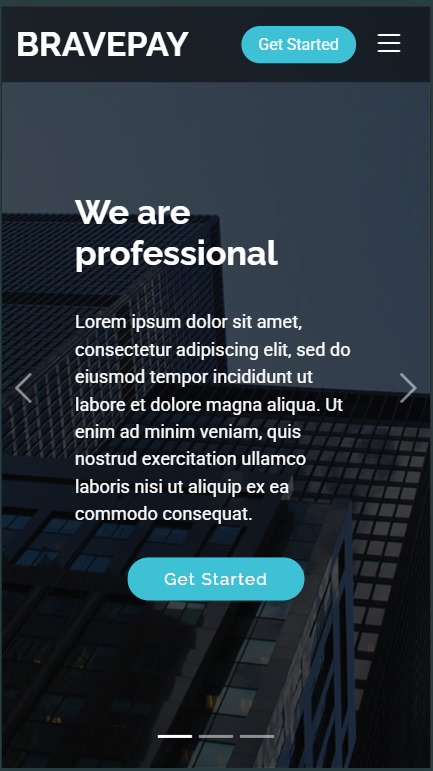 BRAVEPAY
Get Started
We are
professional
Lorem ipsum dolor sit amet,
consectetur adipiscing elit, sed do
eiusmod tempor incididunt ut
labore et dolore magna aliqua. Ut
enim ad minim veniam, quis
nostrud exercitation ullamco
laboris nisi ut aliquip ex ea
commodo consequat.
Get Started